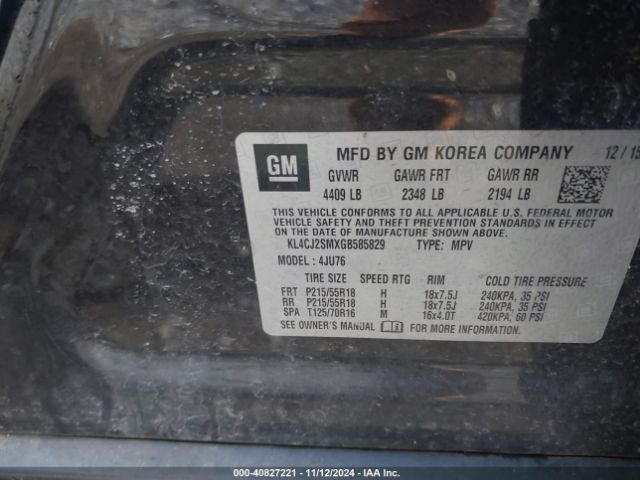 GM
MFD BY GM KOREA COMPANY 12 / 15
GVWR GAWR FRT GAWR RR
4409 LB 2348 LB 2194 LB
THIS VEHICLE CONFORMS TO ALL APPLICABLE U.S. FEDERAL MOTOR
VEHICLE SAFETY AND THEFT PREVENTION STANDARDS IN EFFECT
ON THE DATE OF MANUFACTURE SHOWN ABOVE.
KL4CJ2SMXGB585829 TYPE: MPV
MODEL: 4JU76
TIRE SIZE SPEED RTG RIM COLD TIRE PRESSURE
FRT P215/55R18 H 18x7.5J 240KPA, 35 PSI
RR P215/55R18 H 18x7.5J 240KPA, 35 PSI
SPA T125/70R16 M 16x4.0T 420KPA, 60 PSI
SEE OWNER'S MANUAL FOR MORE INFORMATION
000-40827221 - 11/12/2024 - IAA Inc.